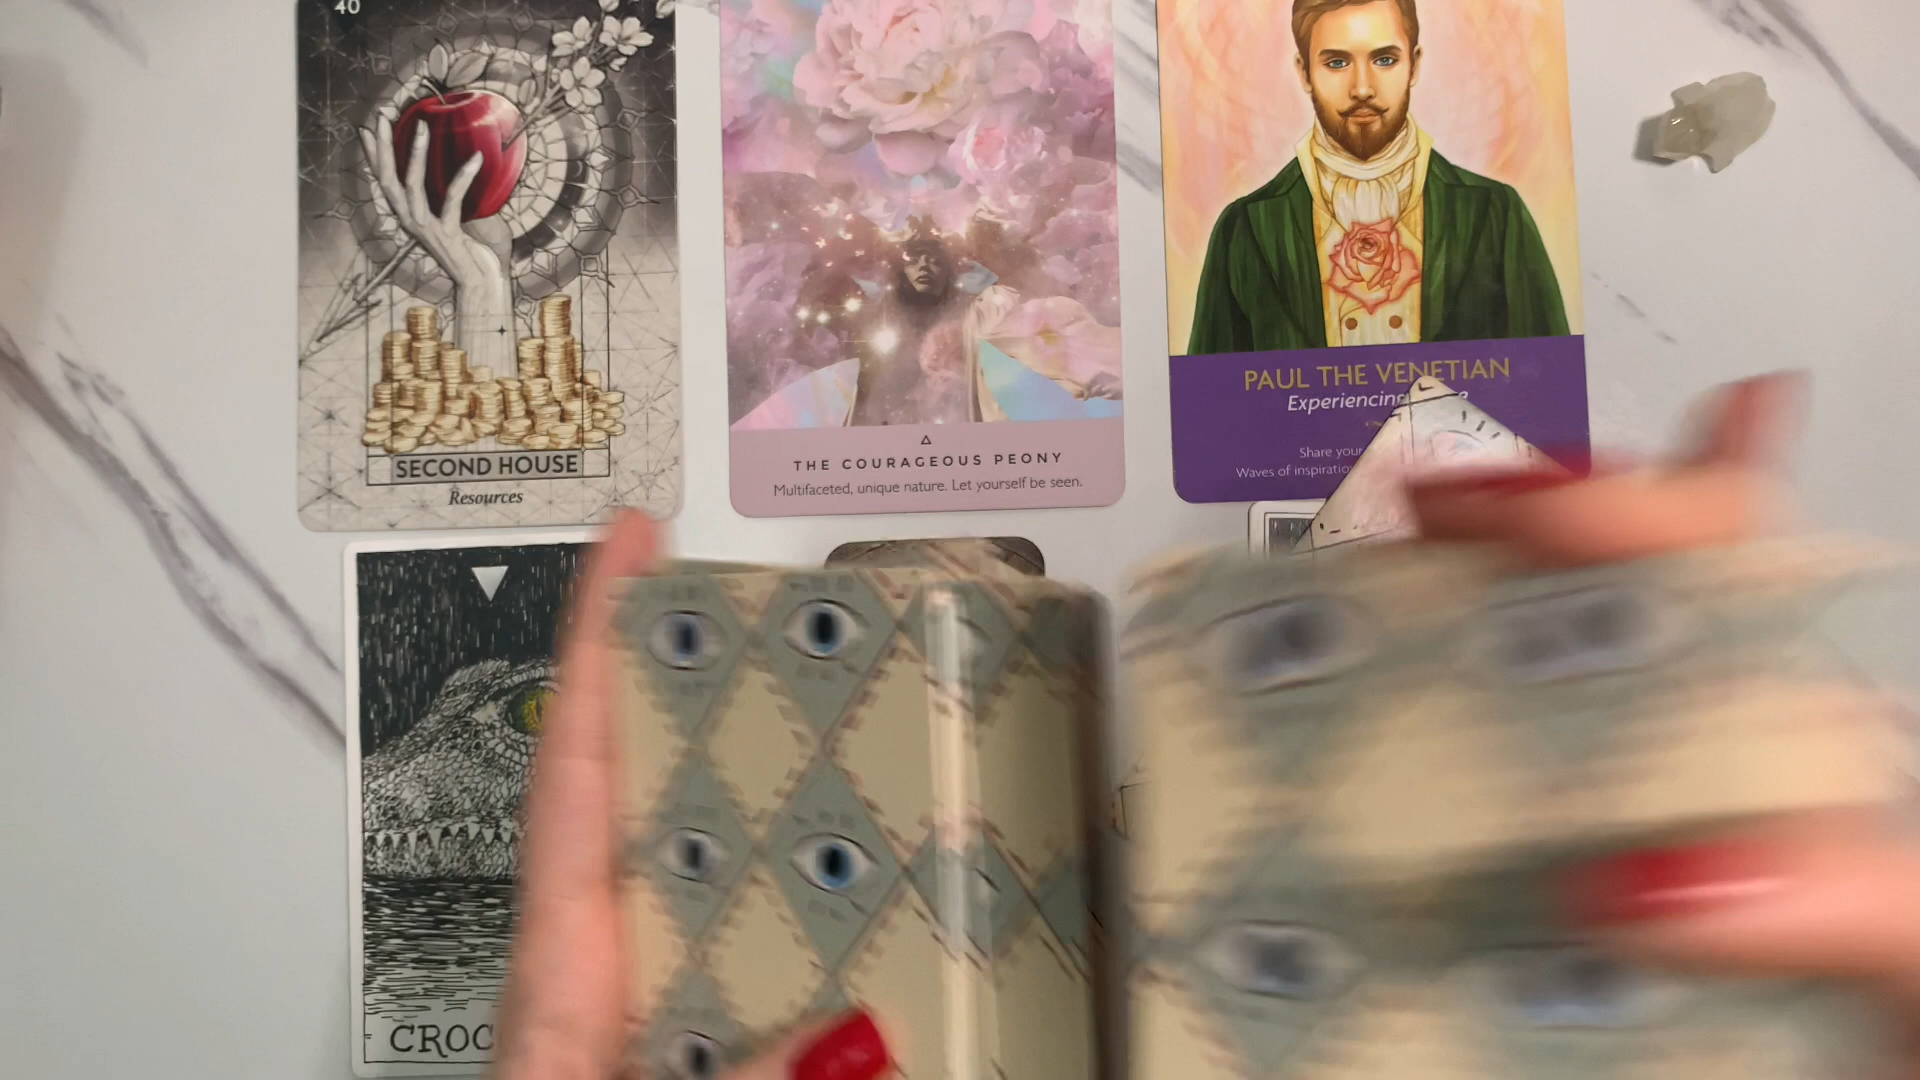 40
SECOND HOUSE
Resources
THE COURAGEOUS PEONY
Multifaceted, unique nature. Let yourself be seen.
PAUL THE VENETIAN
Experiencing
Share your
Waves of
CROC